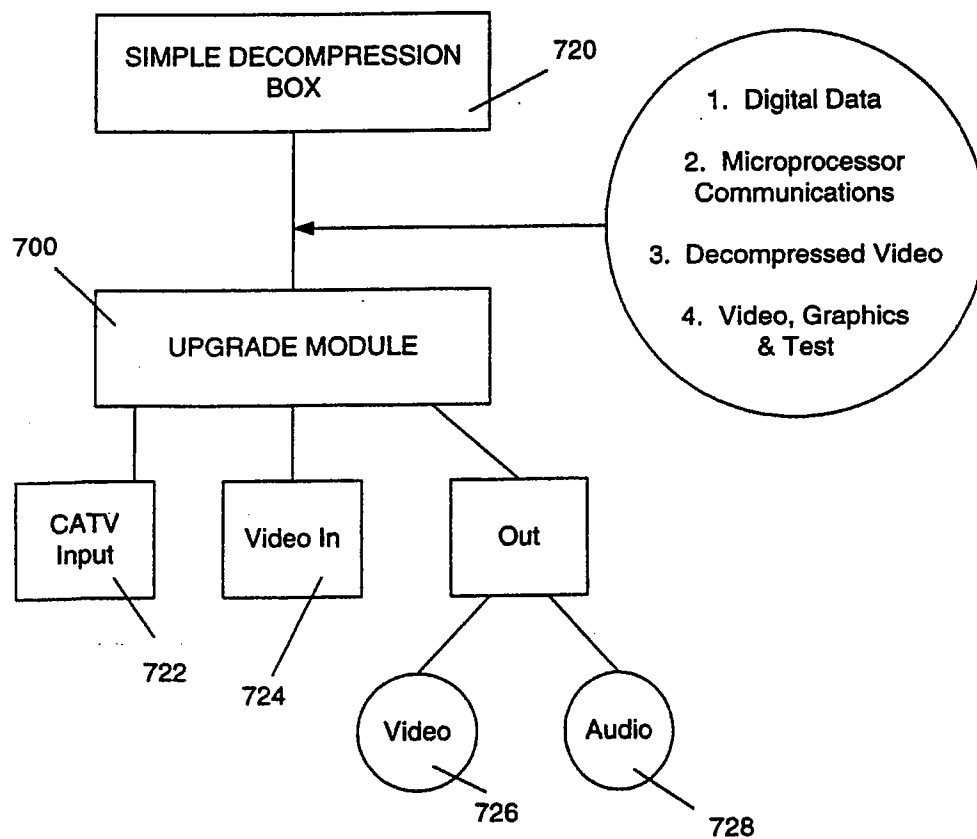 SIMPLE DECOMPRESSION
BOX
720
1. Digital Data
2. Microprocessor
Communications
3. Decompressed Video
4. Video, Graphics
& Test
700
UPGRADE MODULE
CATV
Input
Video In
Out
722
724
Video
Audio
726
728